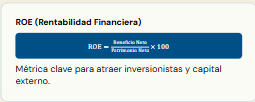 ROE (Rentabilidad Financiera)
ROE = Beneficio Neto / Patrimonio Neto × 100
Métrica clave para atraer inversionistas y capital
externo.